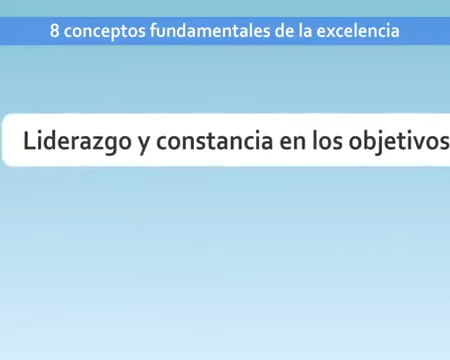 8 conceptos fundamentales de la excelencia
Liderazgo y constancia en los objetivos